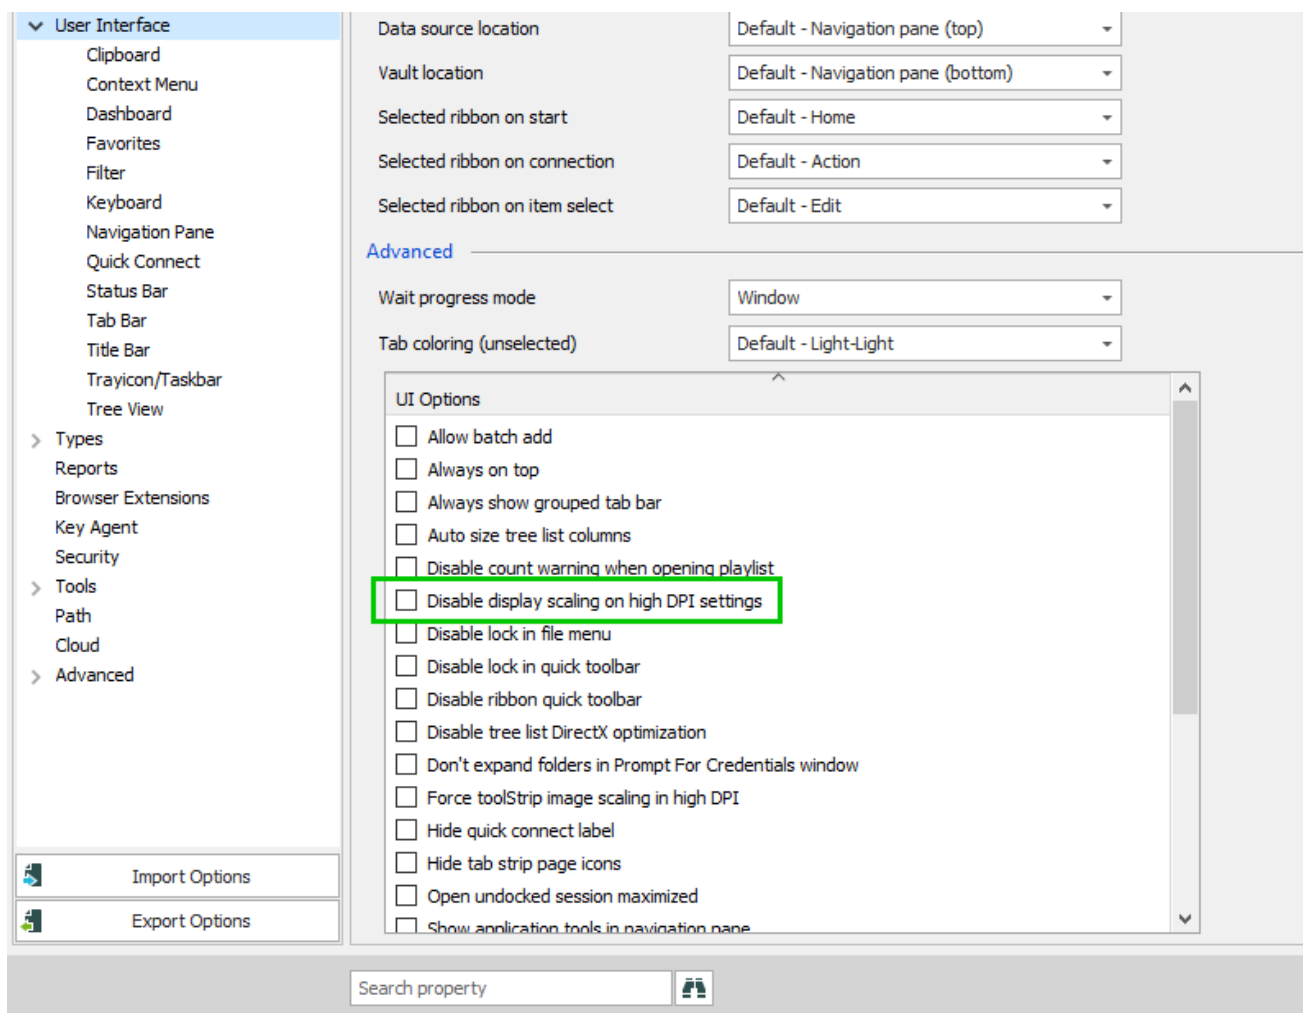 User Interface
Clipboard
Context Menu
Dashboard
Favorites
Filter
Keyboard
Navigation Pane
Quick Connect
Status Bar
Tab Bar
Title Bar
Trayicon/Taskbar
Tree View
Types
Reports
Browser Extensions
Key Agent
Security
Tools
Path
Cloud
Advanced
Import Options
Export Options
Data source location Default - Navigation pane (top)
Vault location Default - Navigation pane (bottom)
Selected ribbon on start Default - Home
Selected ribbon on connection Default - Action
Selected ribbon on item select Default - Edit
Advanced
Wait progress mode Window
Tab coloring (unselected) Default - Light-Light
UI Options
Allow batch add
Always on top
Always show grouped tab bar
Auto size tree list columns
Disable count warning when opening playlist
Disable display scaling on high DPI settings
Disable lock in file menu
Disable lock in quick toolbar
Disable ribbon quick toolbar
Disable tree list DirectX optimization
Don't expand folders in Prompt For Credentials window
Force toolStrip image scaling in high DPI
Hide quick connect label
Hide tab strip page icons
Open undocked session maximized
Show application tools in navigation pane
Search property